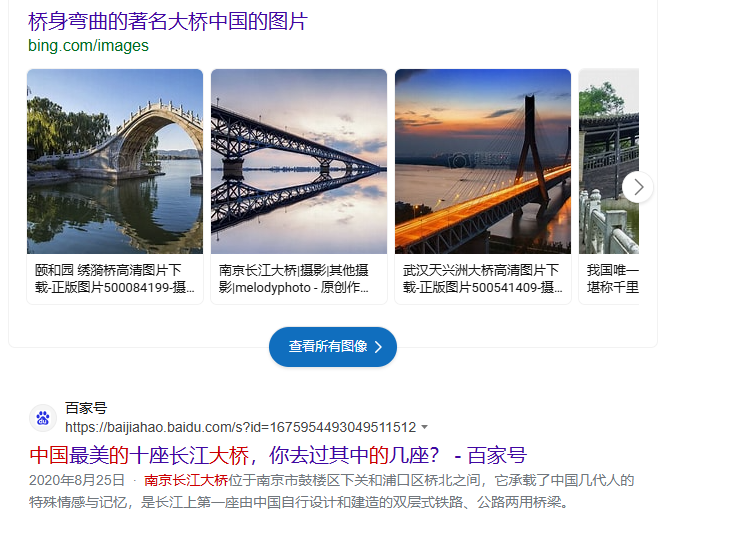 桥身弯曲的著名大桥中国的图片
bing.com/images
颐和园 绣漪桥高清图片下
载-正版图片500084199-摄...
南京长江大桥|摄影|其他摄
影|melodyphoto - 原创作...
武汉天兴洲大桥高清图片下
载-正版图片500541409-摄...
我国唯一
堪称千里
查看所有图像
百家号
https://baijiahao.baidu.com/s?id=1675954493049511512
中国最美的十座长江大桥，你去过其中的几座？ - 百家号
2020年8月25日 · 南京长江大桥位于南京市鼓楼区下关和浦口区桥北之间，它承载了中国几代人的
特殊情感与记忆，是长江上第一座由中国自行设计和建造的双层式铁路、公路两用桥梁。